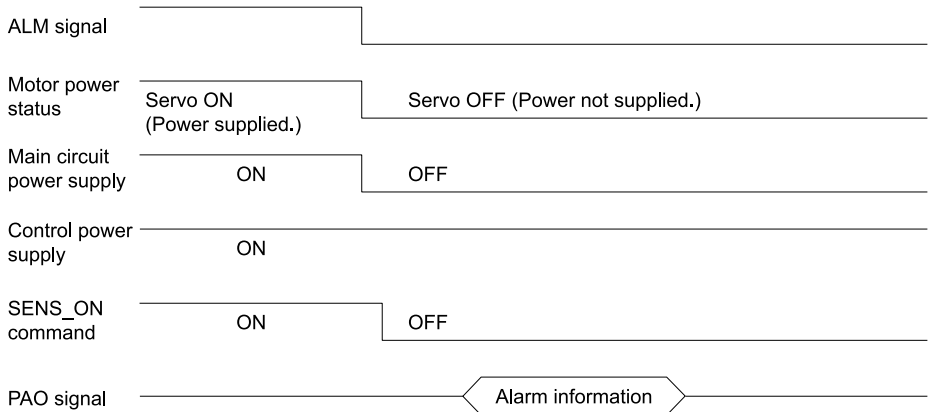 ALM signal
Motor power
status
Servo ON
(Power supplied.)
Servo OFF (Power not supplied.)
Main circuit
power supply
ON
OFF
Control power
supply
ON
SENS_ON
command
ON
OFF
PAO signal
Alarm information